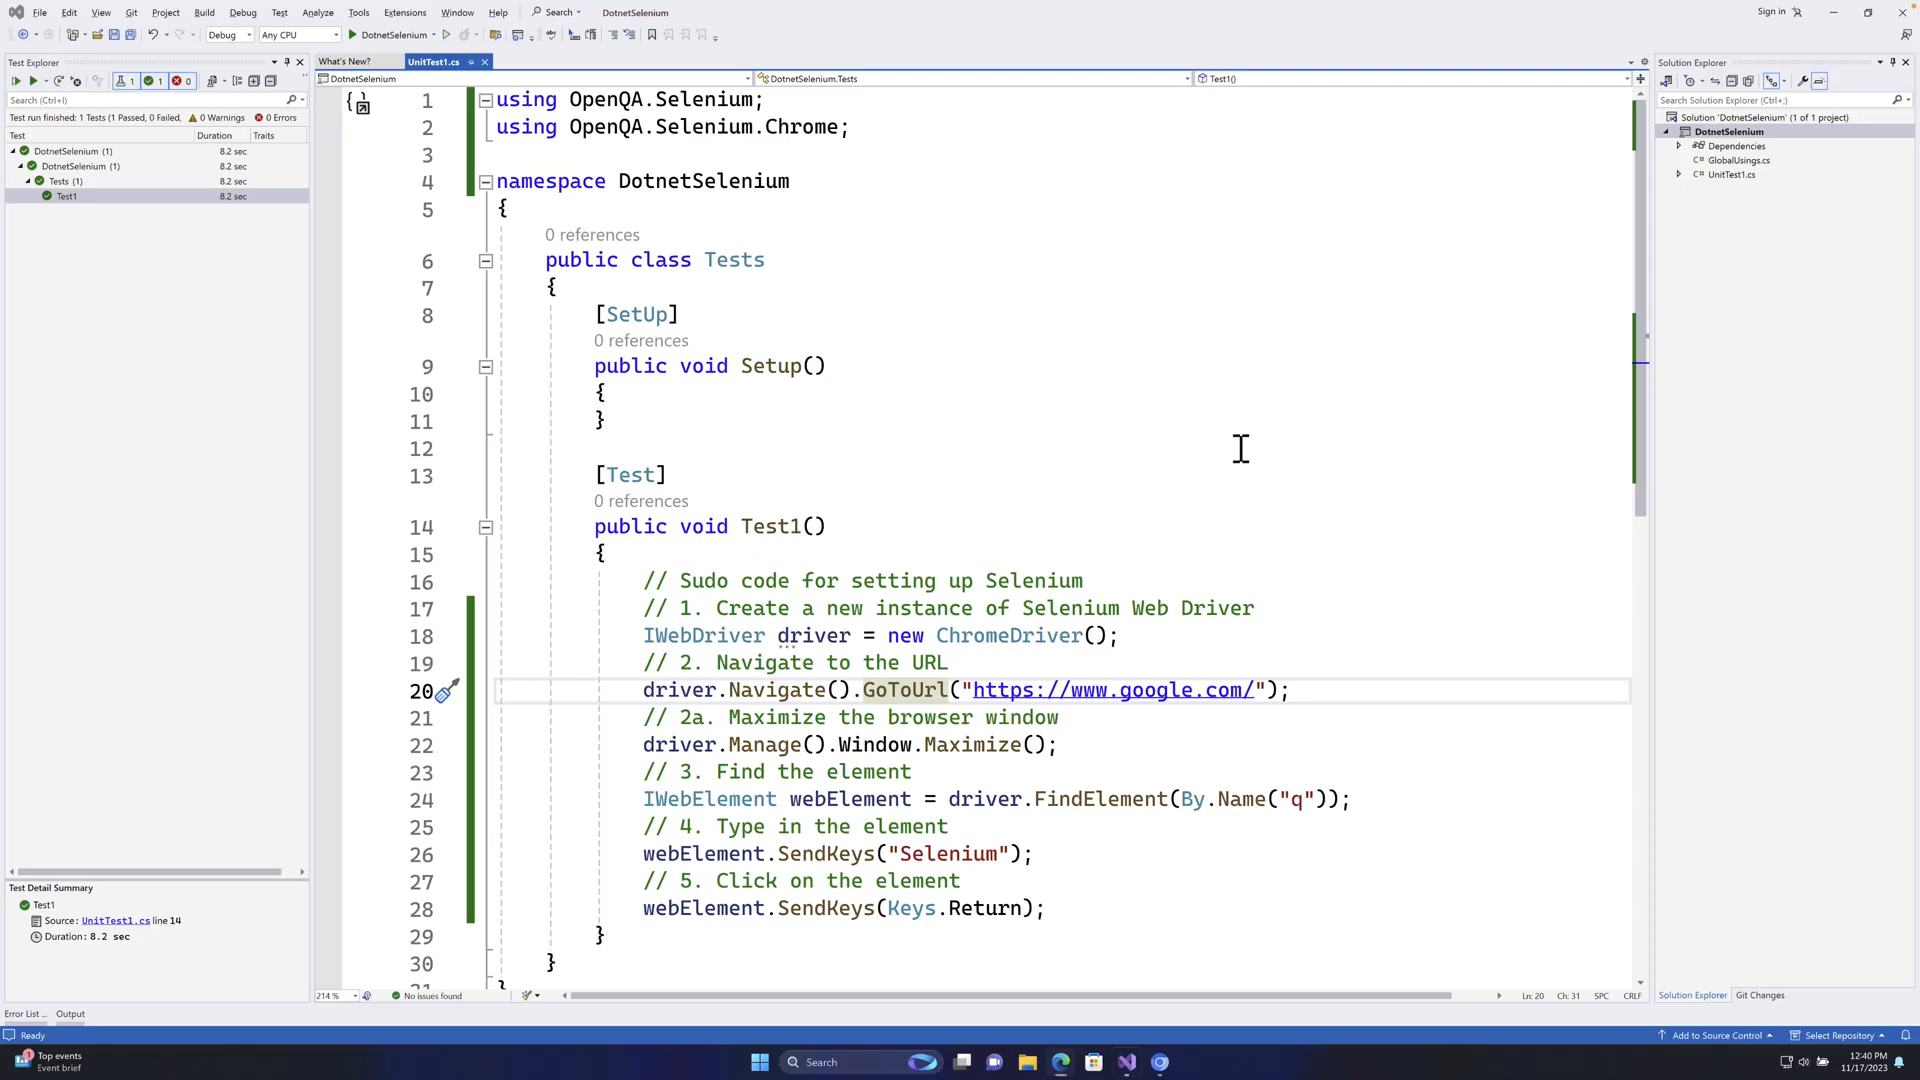 File Edit View Git Project Build Debug Test Analyze Tools Extensions Window Help Search DotnetSelenium Sign in
Debug Any CPU DotnetSelenium
Test Explorer
1 1 0
Search (Ctrl+I)
Test run finished: 1 Tests (1 Passed, 0 Failed, 0 Warnings 0 Errors
Test Duration Traits
DotnetSelenium (1) 8.2 sec
DotnetSelenium (1) 8.2 sec
Tests (1) 8.2 sec
Test1 8.2 sec
Test Detail Summary
Test1
Source: UnitTest1.cs line 14
Duration: 8.2 sec
What's New? UnitTest1.cs
DotnetSelenium DotnetSelenium.Tests Test1()
1 using OpenQA.Selenium;
2 using OpenQA.Selenium.Chrome;
3
4 namespace DotnetSelenium
5 {
0 references
6 public class Tests
7 {
8 [SetUp]
0 references
9 public void Setup()
10 {
11 }
12
13 [Test]
0 references
14 public void Test1()
15 {
16 // Sudo code for setting up Selenium
17 // 1. Create a new instance of Selenium Web Driver
18 IWebDriver driver = new ChromeDriver();
19 // 2. Navigate to the URL
20 driver.Navigate().GoToUrl("https://www.google.com/");
21 // 2a. Maximize the browser window
22 driver.Manage().Window.Maximize();
23 // 3. Find the element
24 IWebElement webElement = driver.FindElement(By.Name("q"));
25 // 4. Type in the element
26 webElement.SendKeys("Selenium");
27 // 5. Click on the element
28 webElement.SendKeys(Keys.Return);
29 }
30 }
31 }
214 % No issues found Ln: 20 Ch: 31 SPC CRLF
Solution Explorer
Search Solution Explorer (Ctrl+;)
Solution 'DotnetSelenium' (1 of 1 project)
DotnetSelenium
Dependencies
GlobalUsings.cs
UnitTest1.cs
Solution Explorer Git Changes
Error List ... Output
Ready Add to Source Control Select Repository
1 Top events
Event brief
Search
12:40 PM
11/17/2023